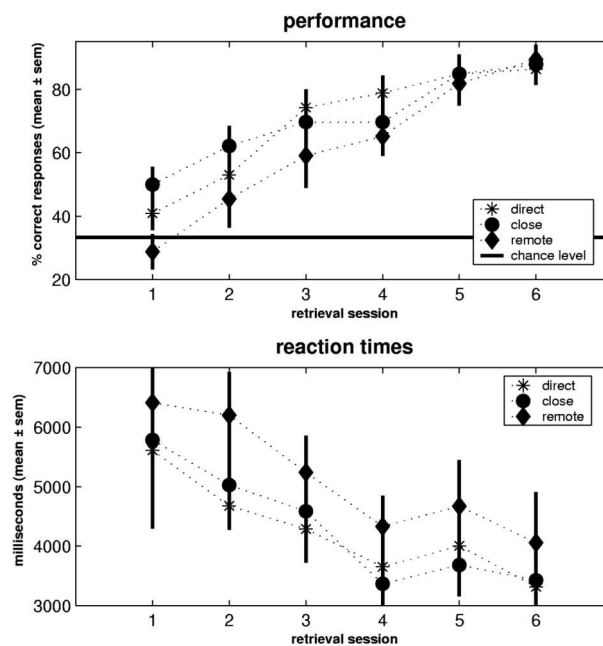 performance
% correct responses (mean ± sem)
80
60
40
20
direct
close
remote
chance level
1 2 3 4 5 6
retrieval session
reaction times
milliseconds (mean ± sem)
7000
6000
5000
4000
3000
direct
close
remote
1 2 3 4 5 6
retrieval session